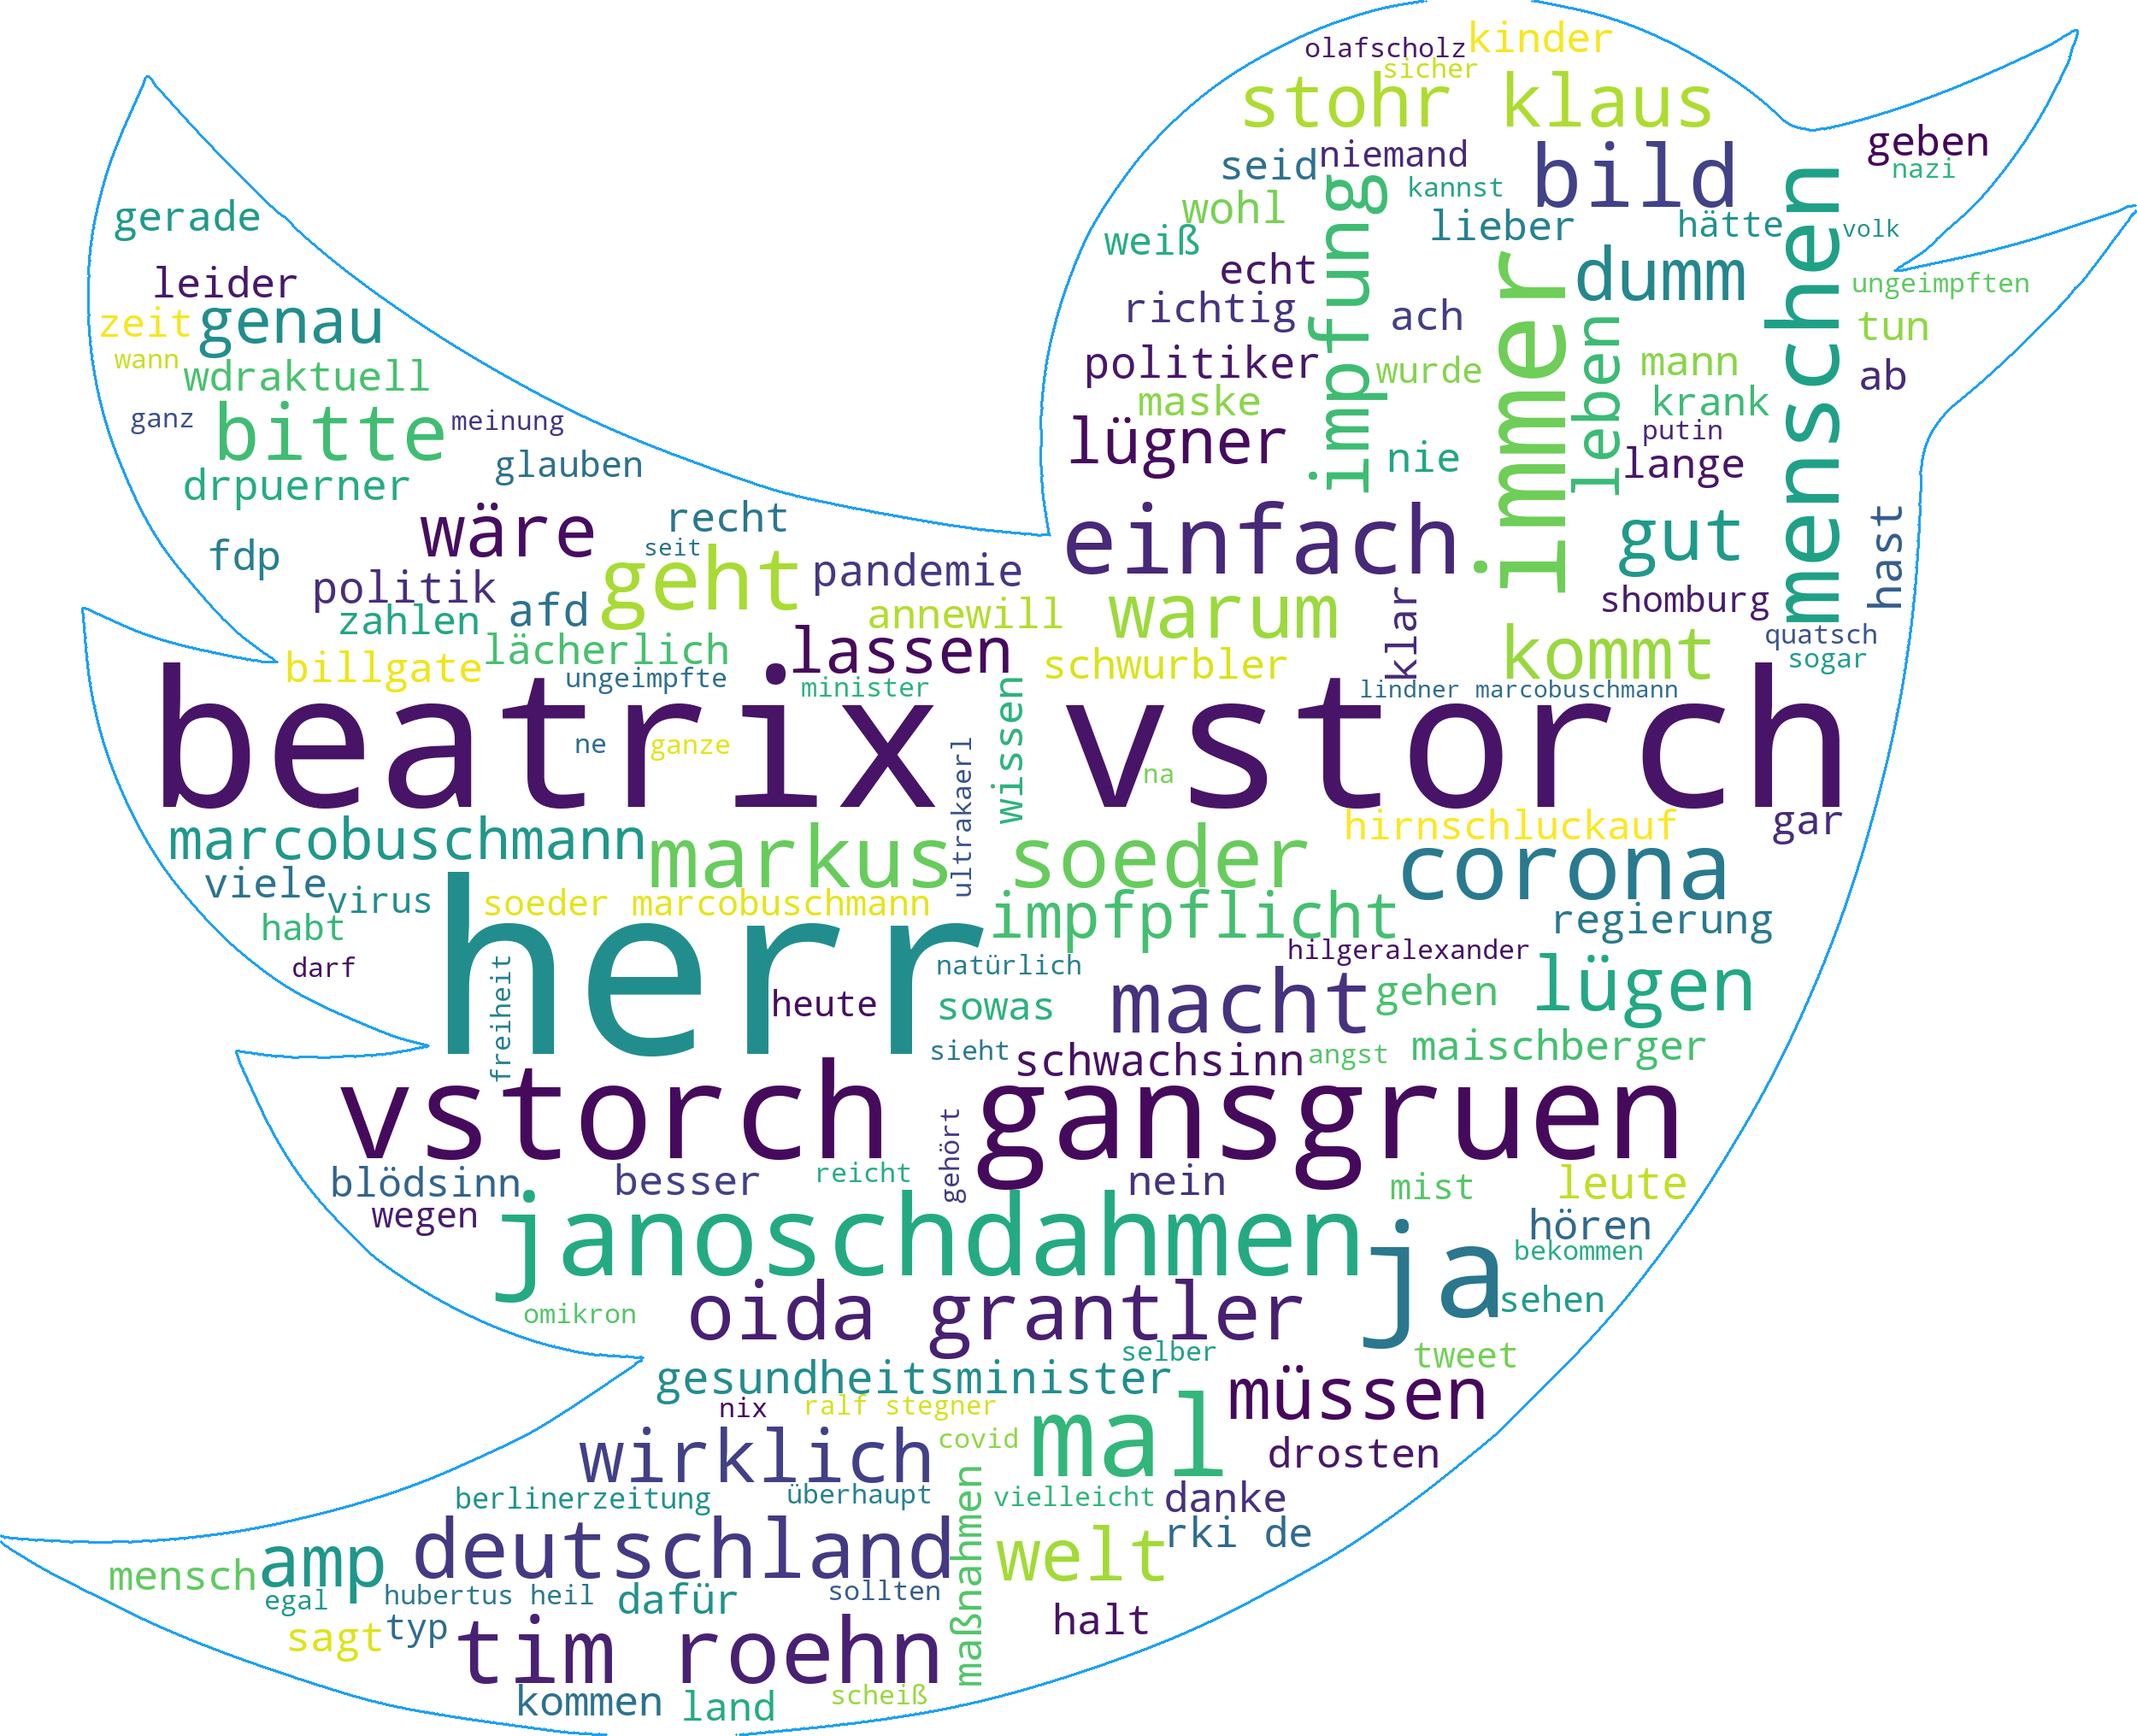 olafscholz kinder
sicher
stohr klaus
geben
nazi
seid niemand bild
kannst
wohl
lieber hätte volk
weiß
gerade
echt
dumm
ungeimpften
leider
richtig
ach
impfung
immer
menschen
leben
tun
zeit genau
wann
wdraktuell
politiker
wurde
mann
ab
maske
krank
ganz
bitte
meinung
lügner
putin
nie
lange
glauben
drpuerner
wäre
recht
seit
einfach
gut
hast
fdp
geht
pandemie
politik
afd
zahlen
annewill
warum
klar
shomburg
lächerlich
lassen
kommt
quatsch
sogar
billgate
schwurbler
ungeimpfte
minister
lindner marcobuschmann
beatrix vstorch
wissen
ne
ganze
na
ultrakaerl
marcobuschmann
markus soeder
hirnschluckauf
gar
corona
viele
virus
soeder marcobuschmann
impfpflicht
regierung
habt
herr
hilgeralexander
darf
natürlich
freiheit
heute
sowas
macht
gehen
lügen
sieht
schwachsinn
angst
maischberger
vstorch gansgruen
gehört
blödsinn
besser
reicht
nein
mist
leute
wegen
janoschdahmen
ja
hören
bekommen
omikron
oida grantler
sehen
selber
tweet
gesundheitsminister
müssen
nix
ralf stegner
mal
wirklich
covid
drosten
berlinerzeitung
überhaupt
maßnahmen
vielleicht
danke
deutschland
welt
rki de
mensch
amp
egal
hubertus heil
dafür
sollten
sagt
typ
tim roehn
halt
kommen
land
scheiß